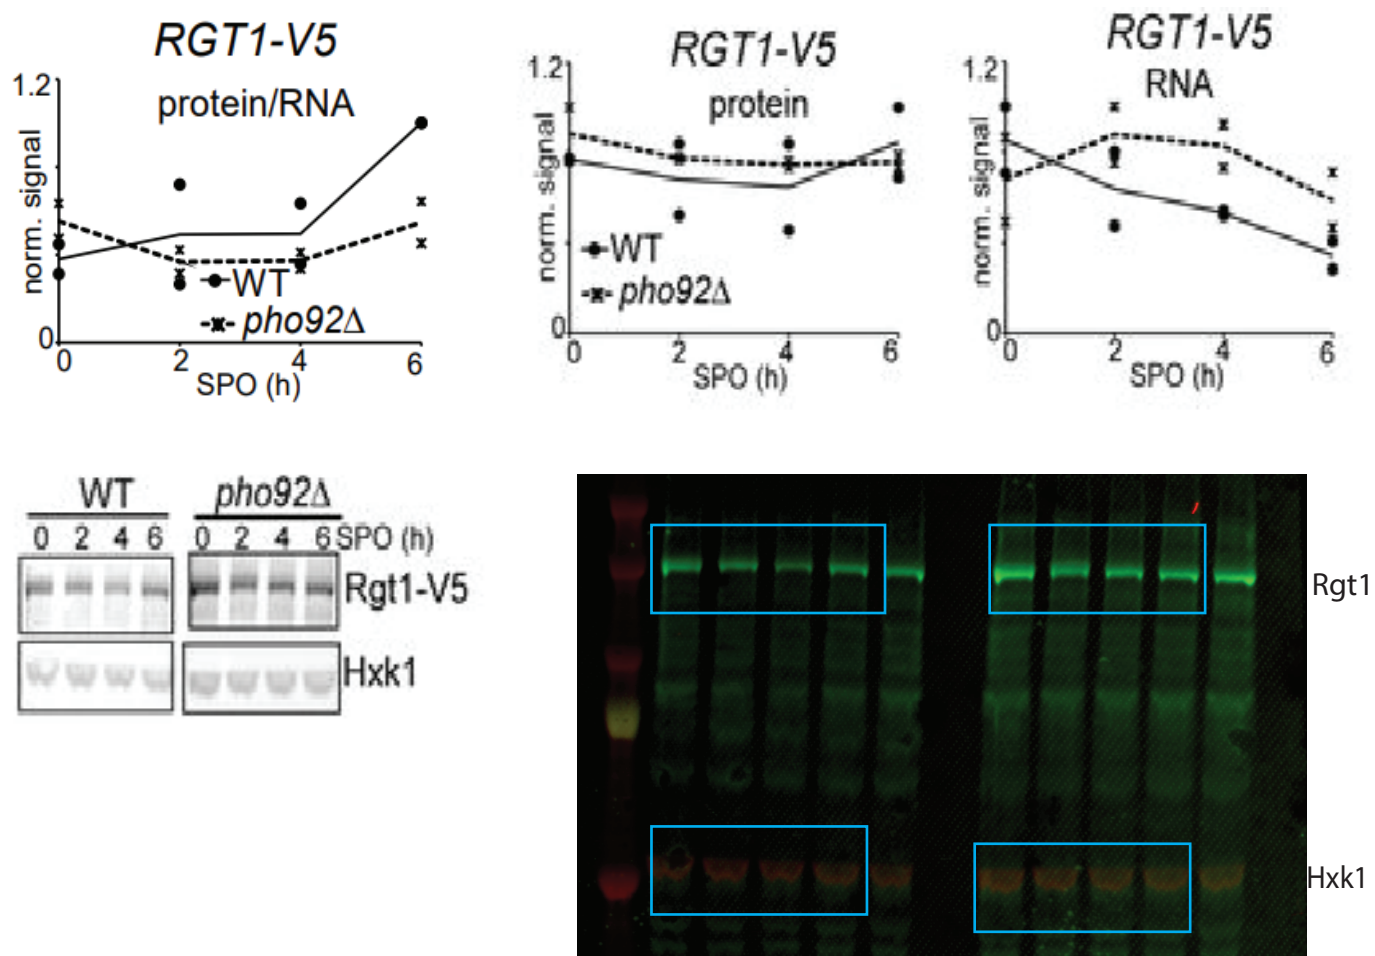 RGT1-V5
protein/RNA
1.2
norm. signal
0
WT
pho92Δ
0 2 4 6
SPO (h)
RGT1-V5
protein
1.2
norm. signal
0
WT
pho92Δ
0 2 4 6
SPO (h)
RGT1-V5
RNA
1.2
norm. signal
0
0 2 4 6
SPO (h)
WT pho92Δ
0 2 4 6 0 2 4 6 SPO (h)
Rgt1-V5
Hxk1
Rgt1
Hxk1